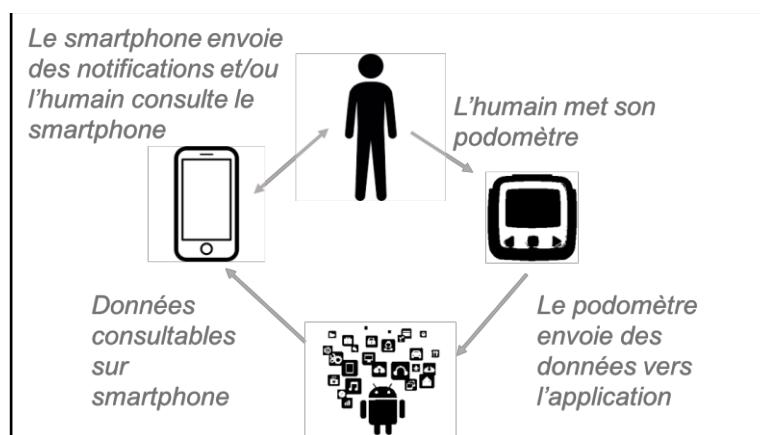 Le smartphone envoie
des notifications et/ou
l'humain consulte le
smartphone
L'humain met son
podomètre
Données
consultables
sur
smartphone
Le podomètre
envoie des
données vers
l'application